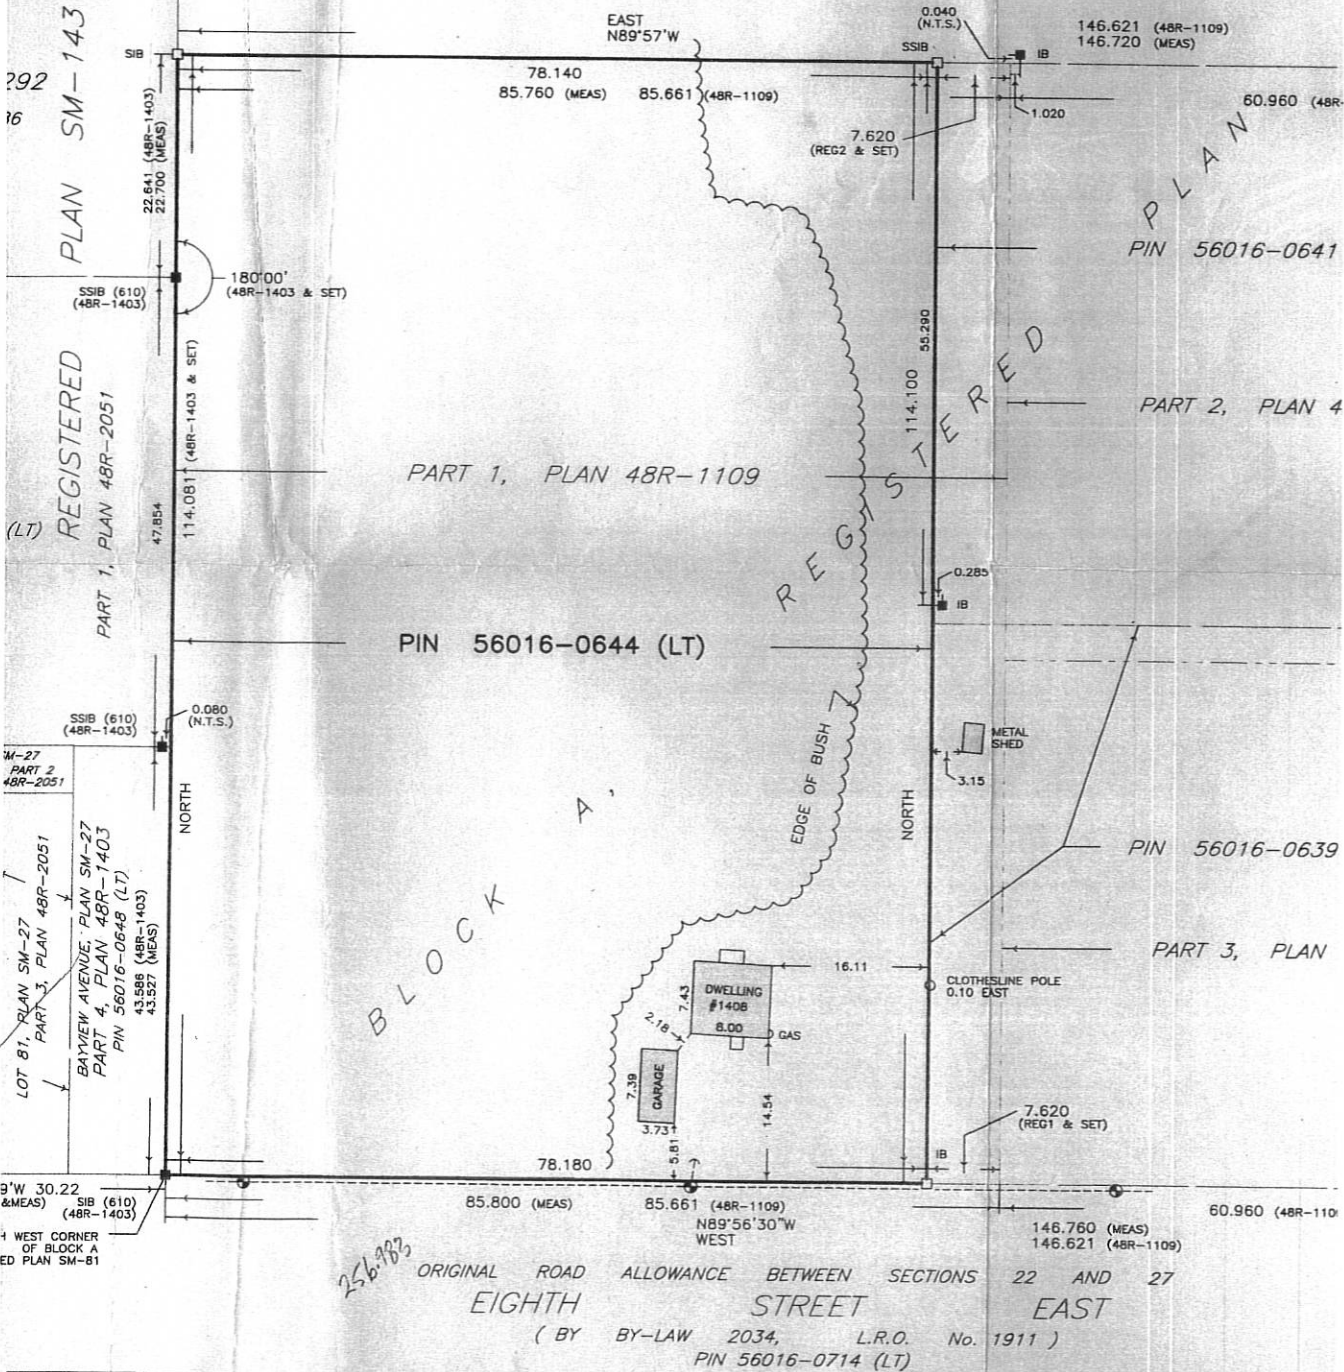 EAST
N89°57'W
0.040
(N.T.S.)
146.621 (48R-1109)
146.720 (MEAS)
SIB
SSIB
IB
78.140
85.760 (MEAS) 85.661 (48R-1109)
7.620
(REG2 & SET)
1.020
60.960 (48R-
292
REGISTERED PLAN SM-143
22.641 (48R-1403)
22.700 (MEAS)
PLAN
PIN 56016-0641
SSIB (610)
(48R-1403)
180°00'
(48R-1403 & SET)
55.290
114.100
REGISTERED
PART 2, PLAN 4
PART 1, PLAN 48R-2051
47.854
114.081 (48R-1403 & SET)
(LT)
PART 1, PLAN 48R-1109
0.285
IB
PIN 56016-0644 (LT)
SSIB (610)
(48R-1403)
0.080
(N.T.S.)
SM-27
PART 2
48R-2051
NORTH
EDGE OF BUSH
NORTH
METAL
SHED
3.15
BLOCK A,
PIN 56016-0639
LOT 81, PLAN SM-27
PART 3, PLAN 48R-2051
BAYVIEW AVENUE, PLAN SM-27
PART 4, PLAN 48R-1403
PIN 56016-0648 (LT)
43.586 (48R-1403)
43.527 (MEAS)
PART 3, PLAN
16.11
DWELLING
#1408
8.00
7.43
2.18
GAS
CLOTHESLINE POLE
0.10 EAST
GARAGE
7.39
3.73
5.81
14.54
7.620
(REG1 & SET)
IB
78.180
9'W 30.22
&MEAS)
SIB (610)
(48R-1403)
85.800 (MEAS) 85.661 (48R-1109)
N89°56'30"W
WEST
60.960 (48R-110
146.760 (MEAS)
146.621 (48R-1109)
H WEST CORNER
OF BLOCK A
ED PLAN SM-81
256.983
ORIGINAL ROAD ALLOWANCE BETWEEN SECTIONS 22 AND 27
EIGHTH STREET EAST
( BY BY-LAW 2034, L.R.O. No. 1911 )
PIN 56016-0714 (LT)